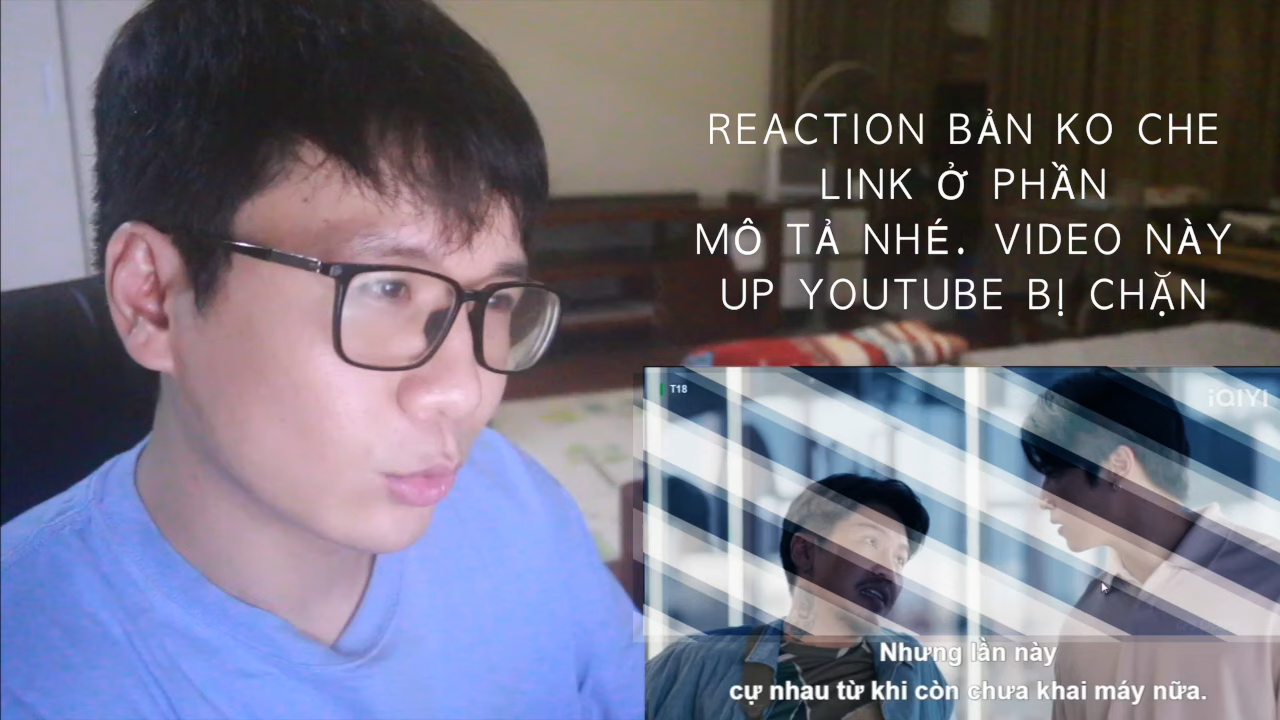 REACTION BẢN KO CHE
LINK Ở PHẦN
MÔ TẢ NHÉ. VIDEO NÀY
UP YOUTUBE BỊ CHẶN
T18
iQIYI
Nhưng lần này
cự nhau từ khi còn chưa khai máy nữa.